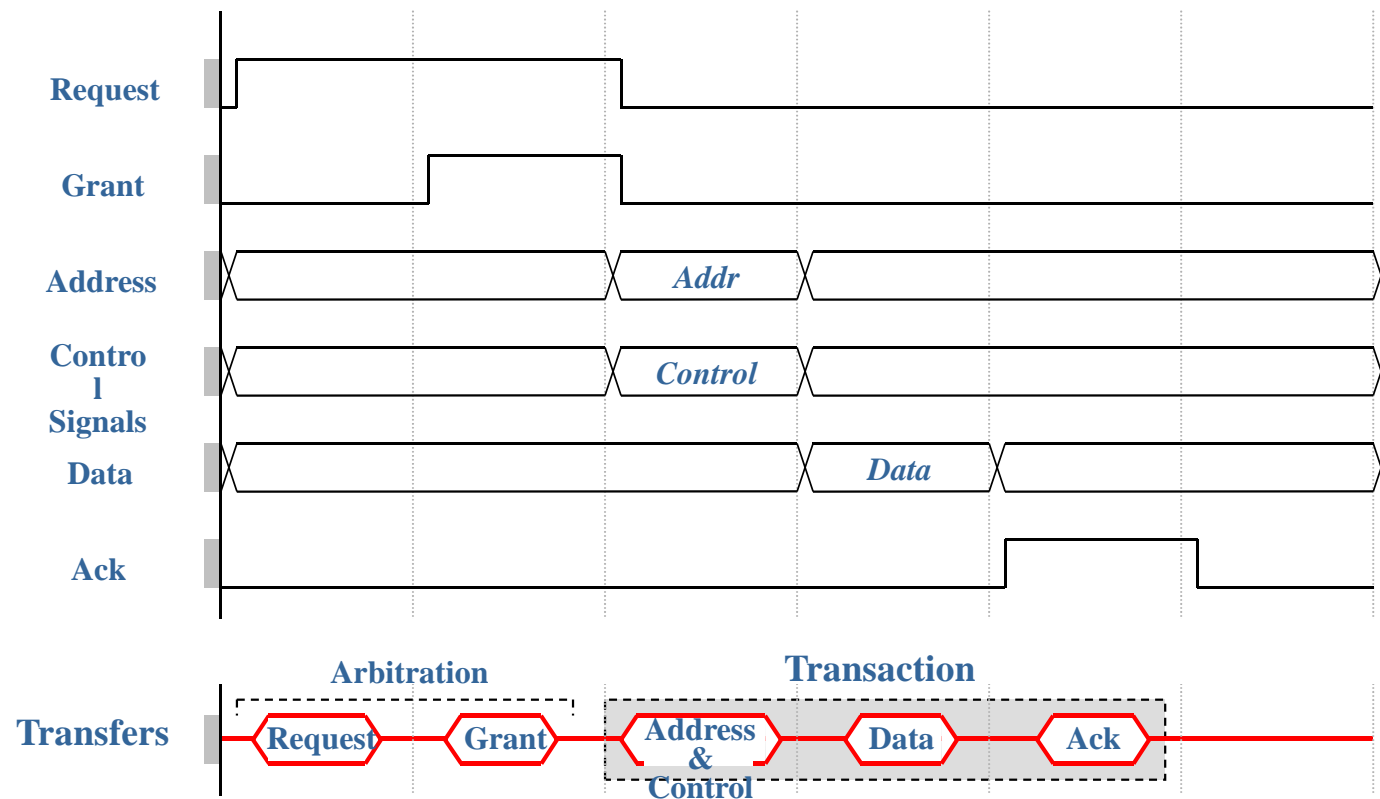 Request
Grant
Address
Addr
Contro
l
Signals
Control
Data
Data
Ack
Arbitration
Transaction
Transfers
Request
Grant
Address
&
Control
Data
Ack